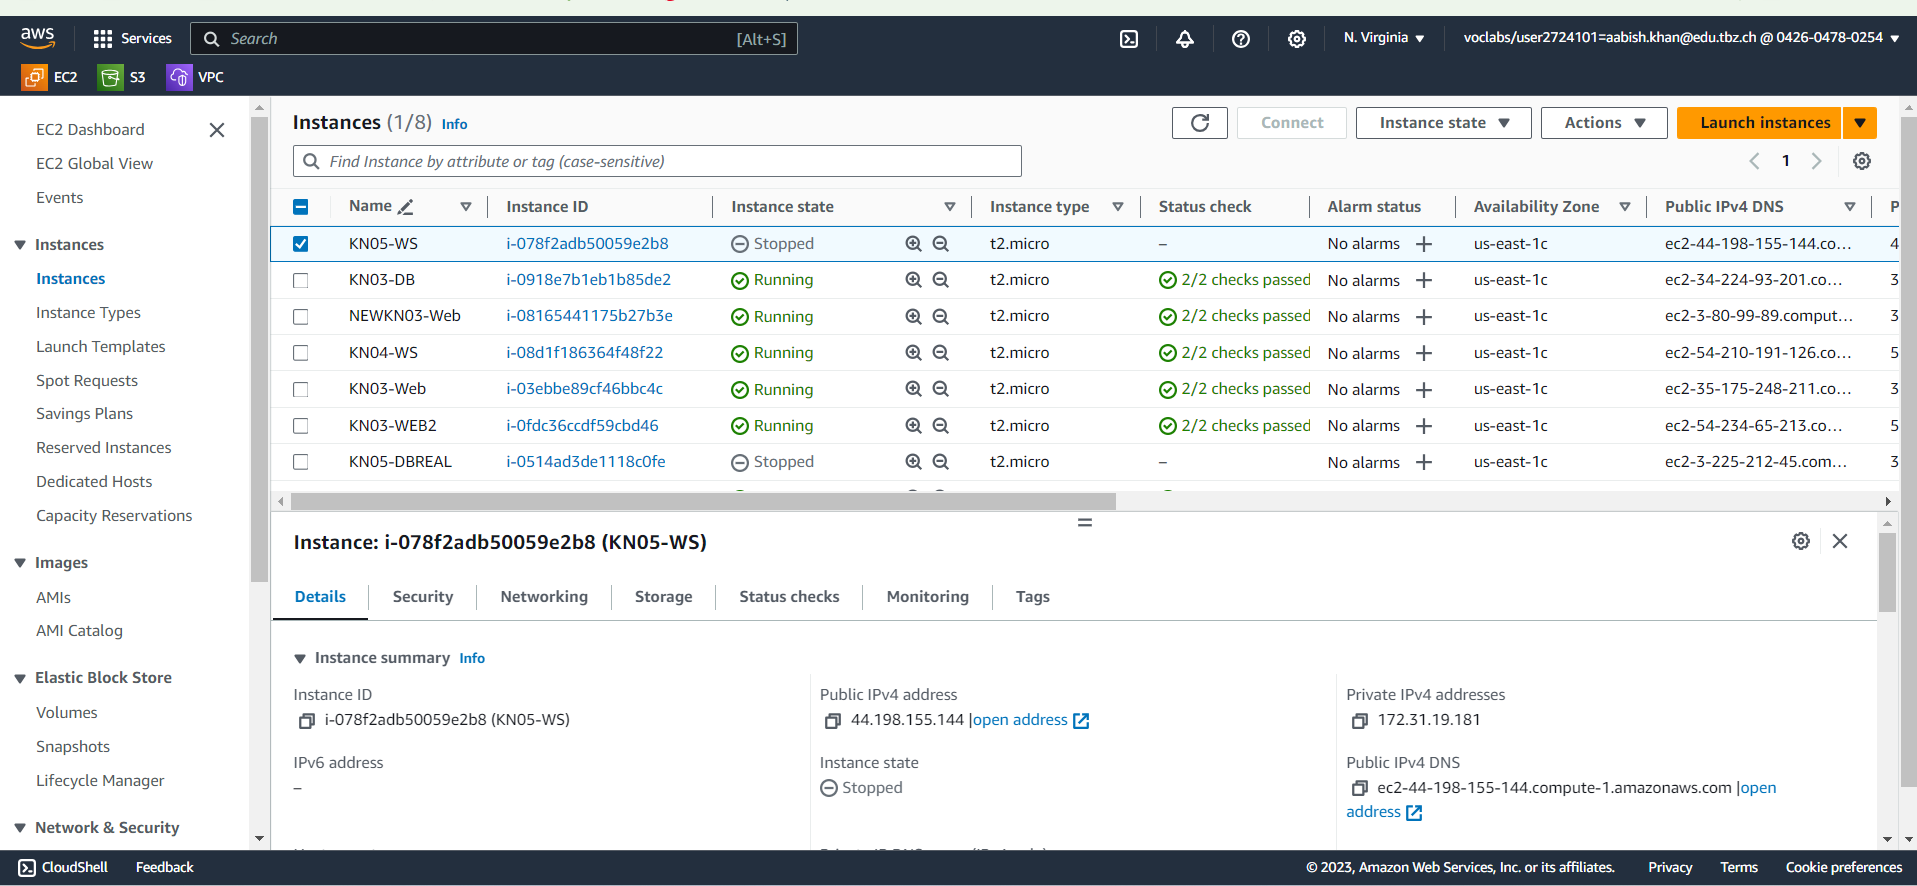 aws Services Search [Alt+S] N. Virginia voclabs/user2724101=aabish.khan@edu.tbz.ch @ 0426-0478-0254
EC2 S3 VPC
EC2 Dashboard
EC2 Global View
Events
Instances
Instances
Instance Types
Launch Templates
Spot Requests
Savings Plans
Reserved Instances
Dedicated Hosts
Capacity Reservations
Images
AMIs
AMI Catalog
Elastic Block Store
Volumes
Snapshots
Lifecycle Manager
Network & Security
Instances (1/8) Info Connect Instance state Actions Launch instances
Find Instance by attribute or tag (case-sensitive) 1
Name Instance ID Instance state Instance type Status check Alarm status Availability Zone Public IPv4 DNS P
KN05-WS i-078f2adb50059e2b8 Stopped t2.micro – No alarms us-east-1c ec2-44-198-155-144.co... 4
KN03-DB i-0918e7b1eb1b85de2 Running t2.micro 2/2 checks passed No alarms us-east-1c ec2-34-224-93-201.co... 3
NEWKN03-Web i-08165441175b27b3e Running t2.micro 2/2 checks passed No alarms us-east-1c ec2-3-80-99-89.comput... 3
KN04-WS i-08d1f186364f48f22 Running t2.micro 2/2 checks passed No alarms us-east-1c ec2-54-210-191-126.co... 5
KN03-Web i-03ebbe89cf46bbc4c Running t2.micro 2/2 checks passed No alarms us-east-1c ec2-35-175-248-211.co... 3
KN03-WEB2 i-0fdc36ccdf59cbd46 Running t2.micro 2/2 checks passed No alarms us-east-1c ec2-54-234-65-213.co... 5
KN05-DBREAL i-0514ad3de1118c0fe Stopped t2.micro – No alarms us-east-1c ec2-3-225-212-45.com... 3
Instance: i-078f2adb50059e2b8 (KN05-WS)
Details Security Networking Storage Status checks Monitoring Tags
Instance summary Info
Instance ID
i-078f2adb50059e2b8 (KN05-WS)
Public IPv4 address
44.198.155.144 |open address
Private IPv4 addresses
172.31.19.181
IPv6 address
–
Instance state
Stopped
Public IPv4 DNS
ec2-44-198-155-144.compute-1.amazonaws.com |open
address
CloudShell Feedback © 2023, Amazon Web Services, Inc. or its affiliates. Privacy Terms Cookie preferences